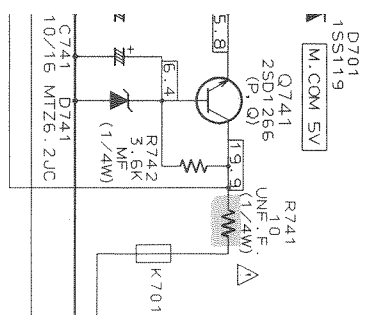 D701
1SS119
M.COM 5V
5.8
Q741
2SD1266
(P, Q)
6.4
C741
10/16
+
D741
MTZ6.2JC
R742
3.6K
MF
(1/4W)
19.9
R741
10
UNF.F.
(1/4W)
!
K701